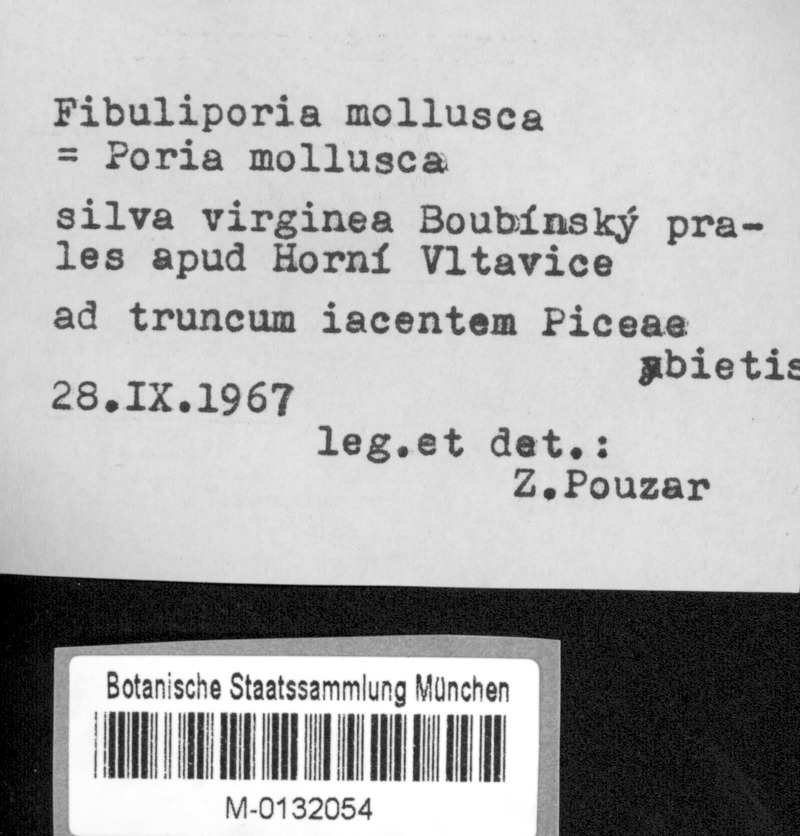 Fibuliporia mollusca
= Poria mollusca
silva virginea Boubínský pra-
les apud Horní Vltavice
ad truncum iacentem Piceae
abietis
28.IX.1967
leg.et det.:
Z.Pouzar
Botanische Staatssammlung München
M-0132054